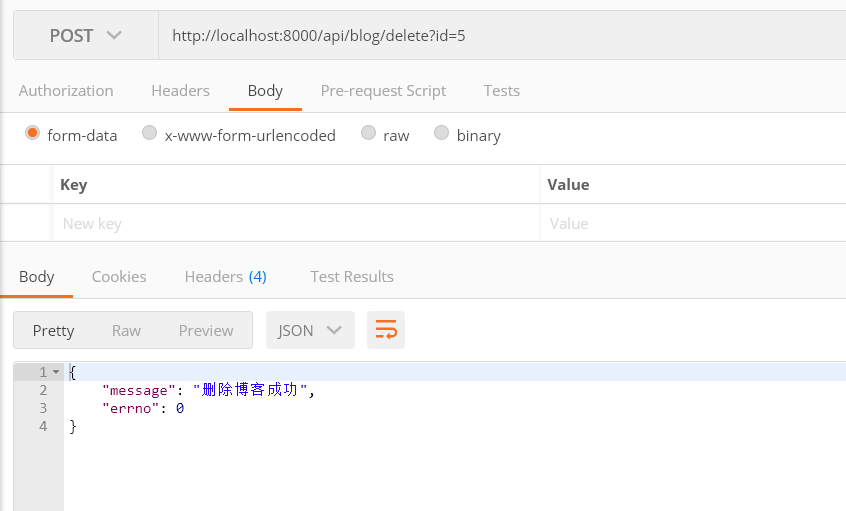 POST http://localhost:8000/api/blog/delete?id=5
Authorization Headers Body Pre-request Script Tests
form-data x-www-form-urlencoded raw binary
Key Value
New key Value
Body Cookies Headers (4) Test Results
Pretty Raw Preview JSON
1 {
2 "message": "删除博客成功",
3 "errno": 0
4 }